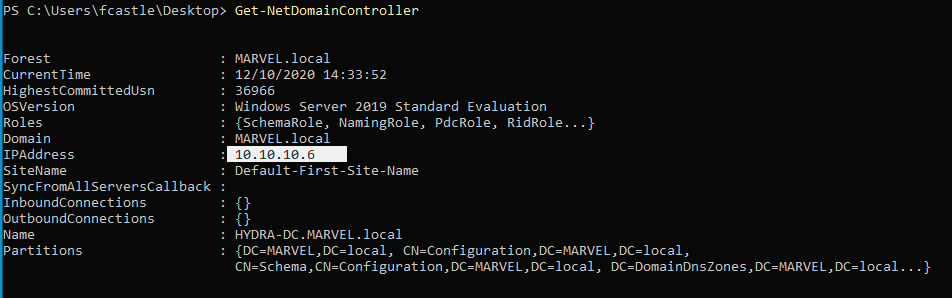 PS C:\Users\fcastle\Desktop> Get-NetDomainController
Forest : MARVEL.local
CurrentTime : 12/10/2020 14:33:52
HighestCommittedUsn : 36966
OSVersion : Windows Server 2019 Standard Evaluation
Roles : {SchemaRole, NamingRole, PdcRole, RidRole...}
Domain : MARVEL.local
IPAddress : 10.10.10.6
SiteName : Default-First-Site-Name
SyncFromAllServersCallback :
InboundConnections : {}
OutboundConnections : {}
Name : HYDRA-DC.MARVEL.local
Partitions : {DC=MARVEL,DC=local, CN=Configuration,DC=MARVEL,DC=local,
CN=Schema,CN=Configuration,DC=MARVEL,DC=local, DC=DomainDnsZones,DC=MARVEL,DC=local...}